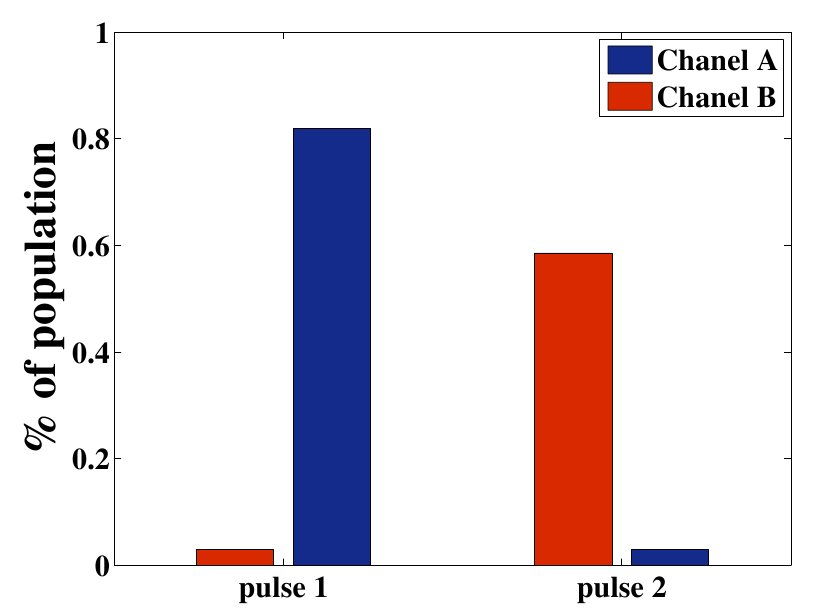 1
Chanel A
Chanel B
0.8
0.6
0.4
0.2
0
% of population
pulse 1
pulse 2